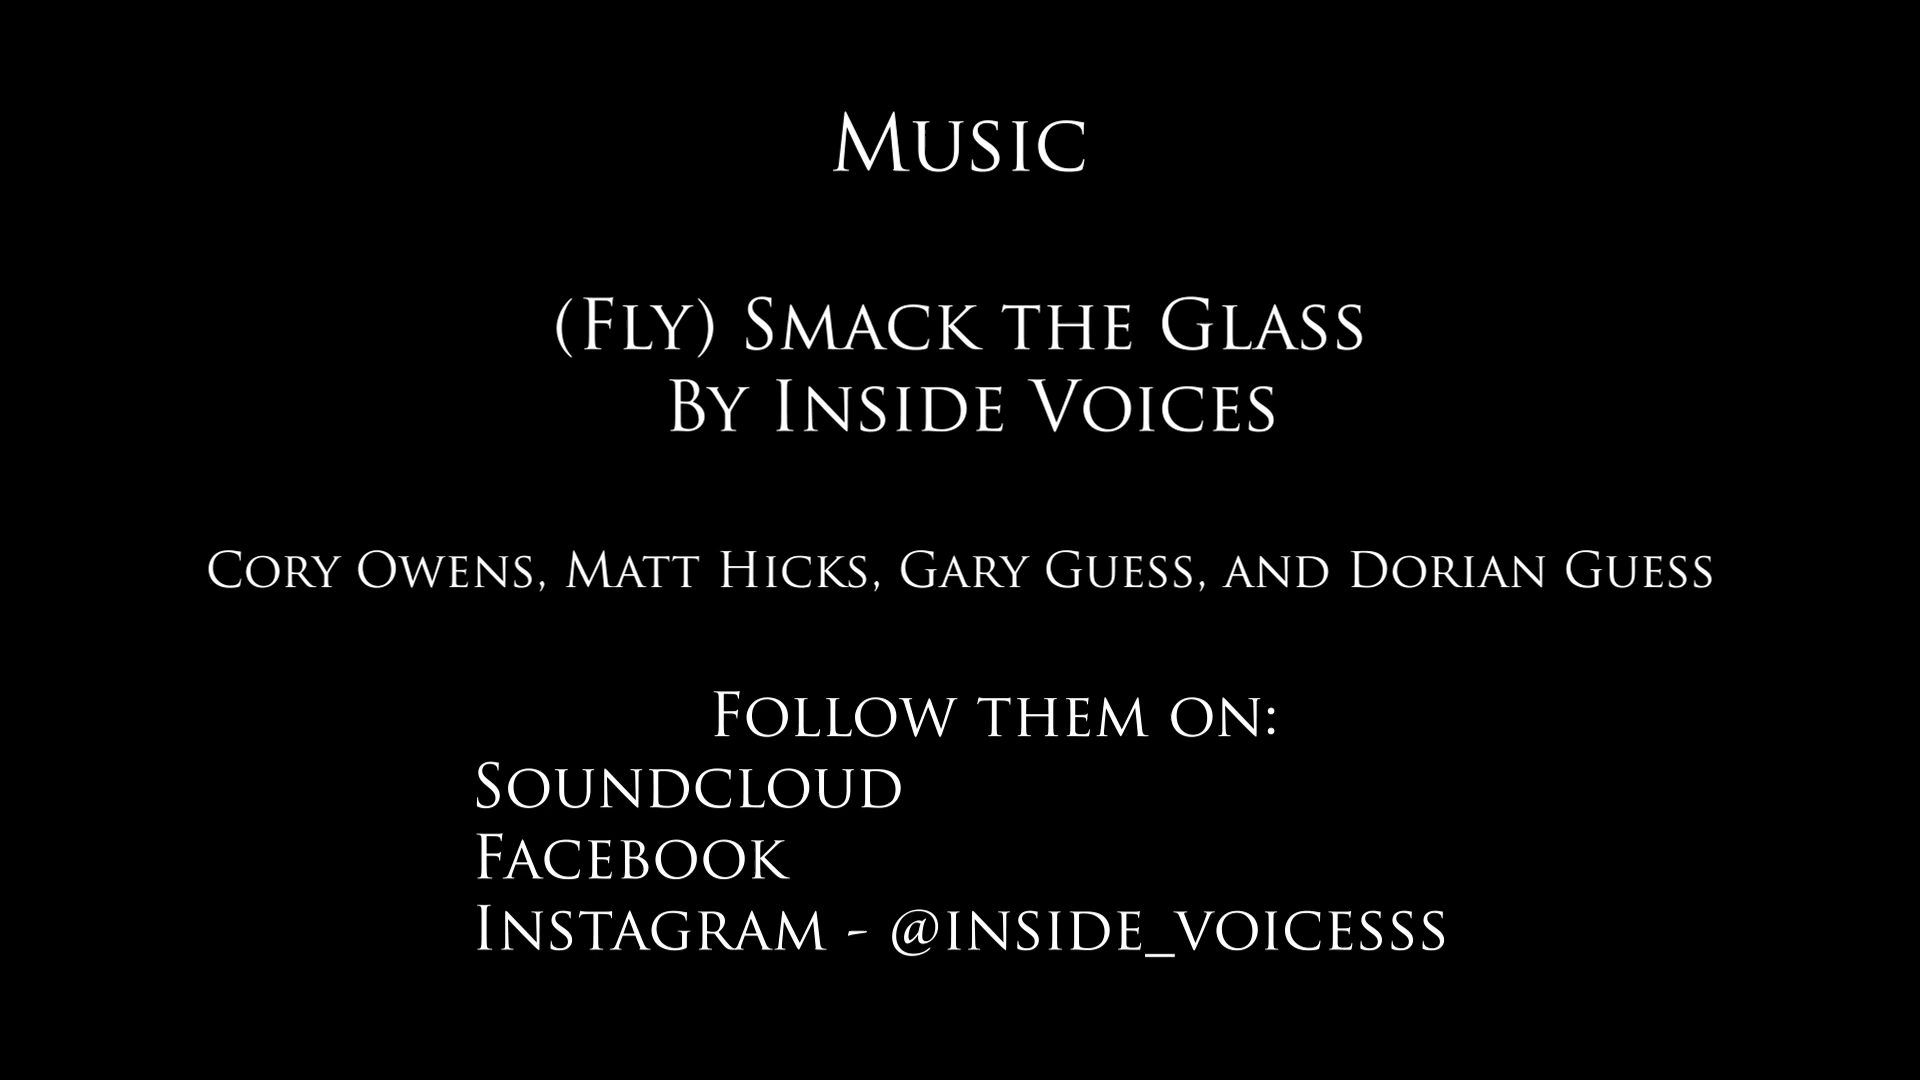 Music
(Fly) Smack the Glass
By Inside Voices
Cory Owens, Matt Hicks, Gary Guess, and Dorian Guess
Follow them on:
Soundcloud
Facebook
Instagram - @inside_voicesss